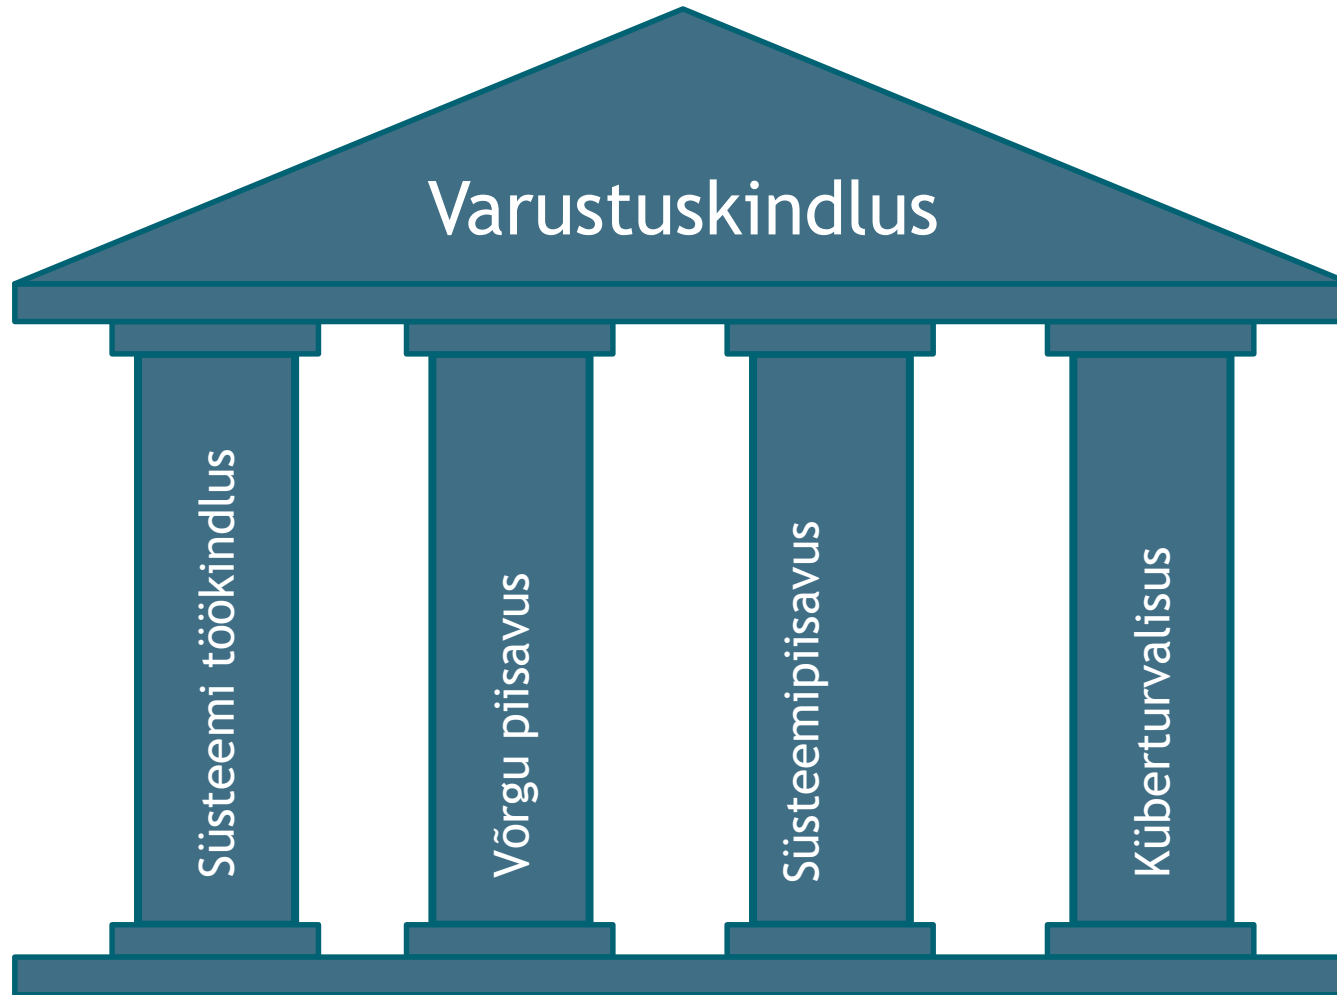 Varustuskindlus
Süsteemi töökindlus
Võrgu piisavus
Süsteemipiisavus
Küberturvalisus